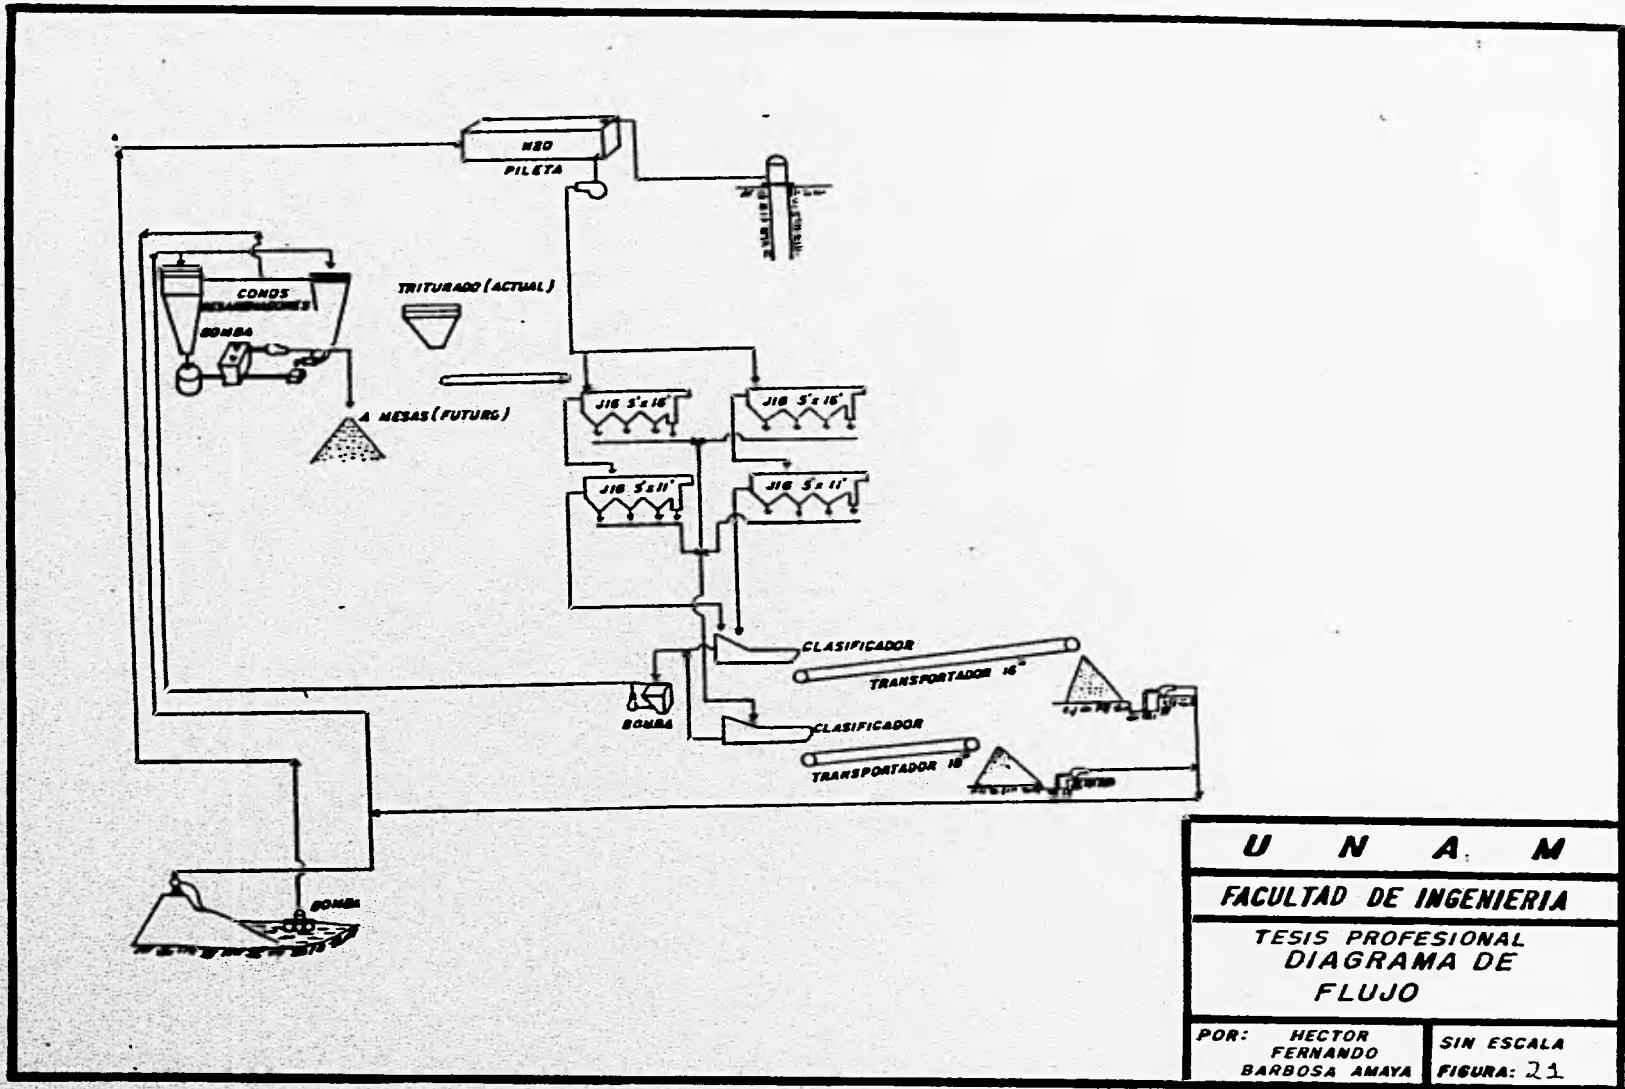 H2O
PILETA
TRITURADO (ACTUAL)
CONOS
BOMBA
A MESAS (FUTURO)
JIG 5'x 16'
JIG 5'x 16'
JIG 5'x 11'
JIG 5'x 11'
CLASIFICADOR
TRANSPORTADOR 16"
BOMBA
CLASIFICADOR
TRANSPORTADOR 18"
BOMBA
U N A M
FACULTAD DE INGENIERIA
TESIS PROFESIONAL
DIAGRAMA DE
FLUJO
POR: HECTOR
FERNANDO
BARBOSA AMAYA
SIN ESCALA
FIGURA: 21